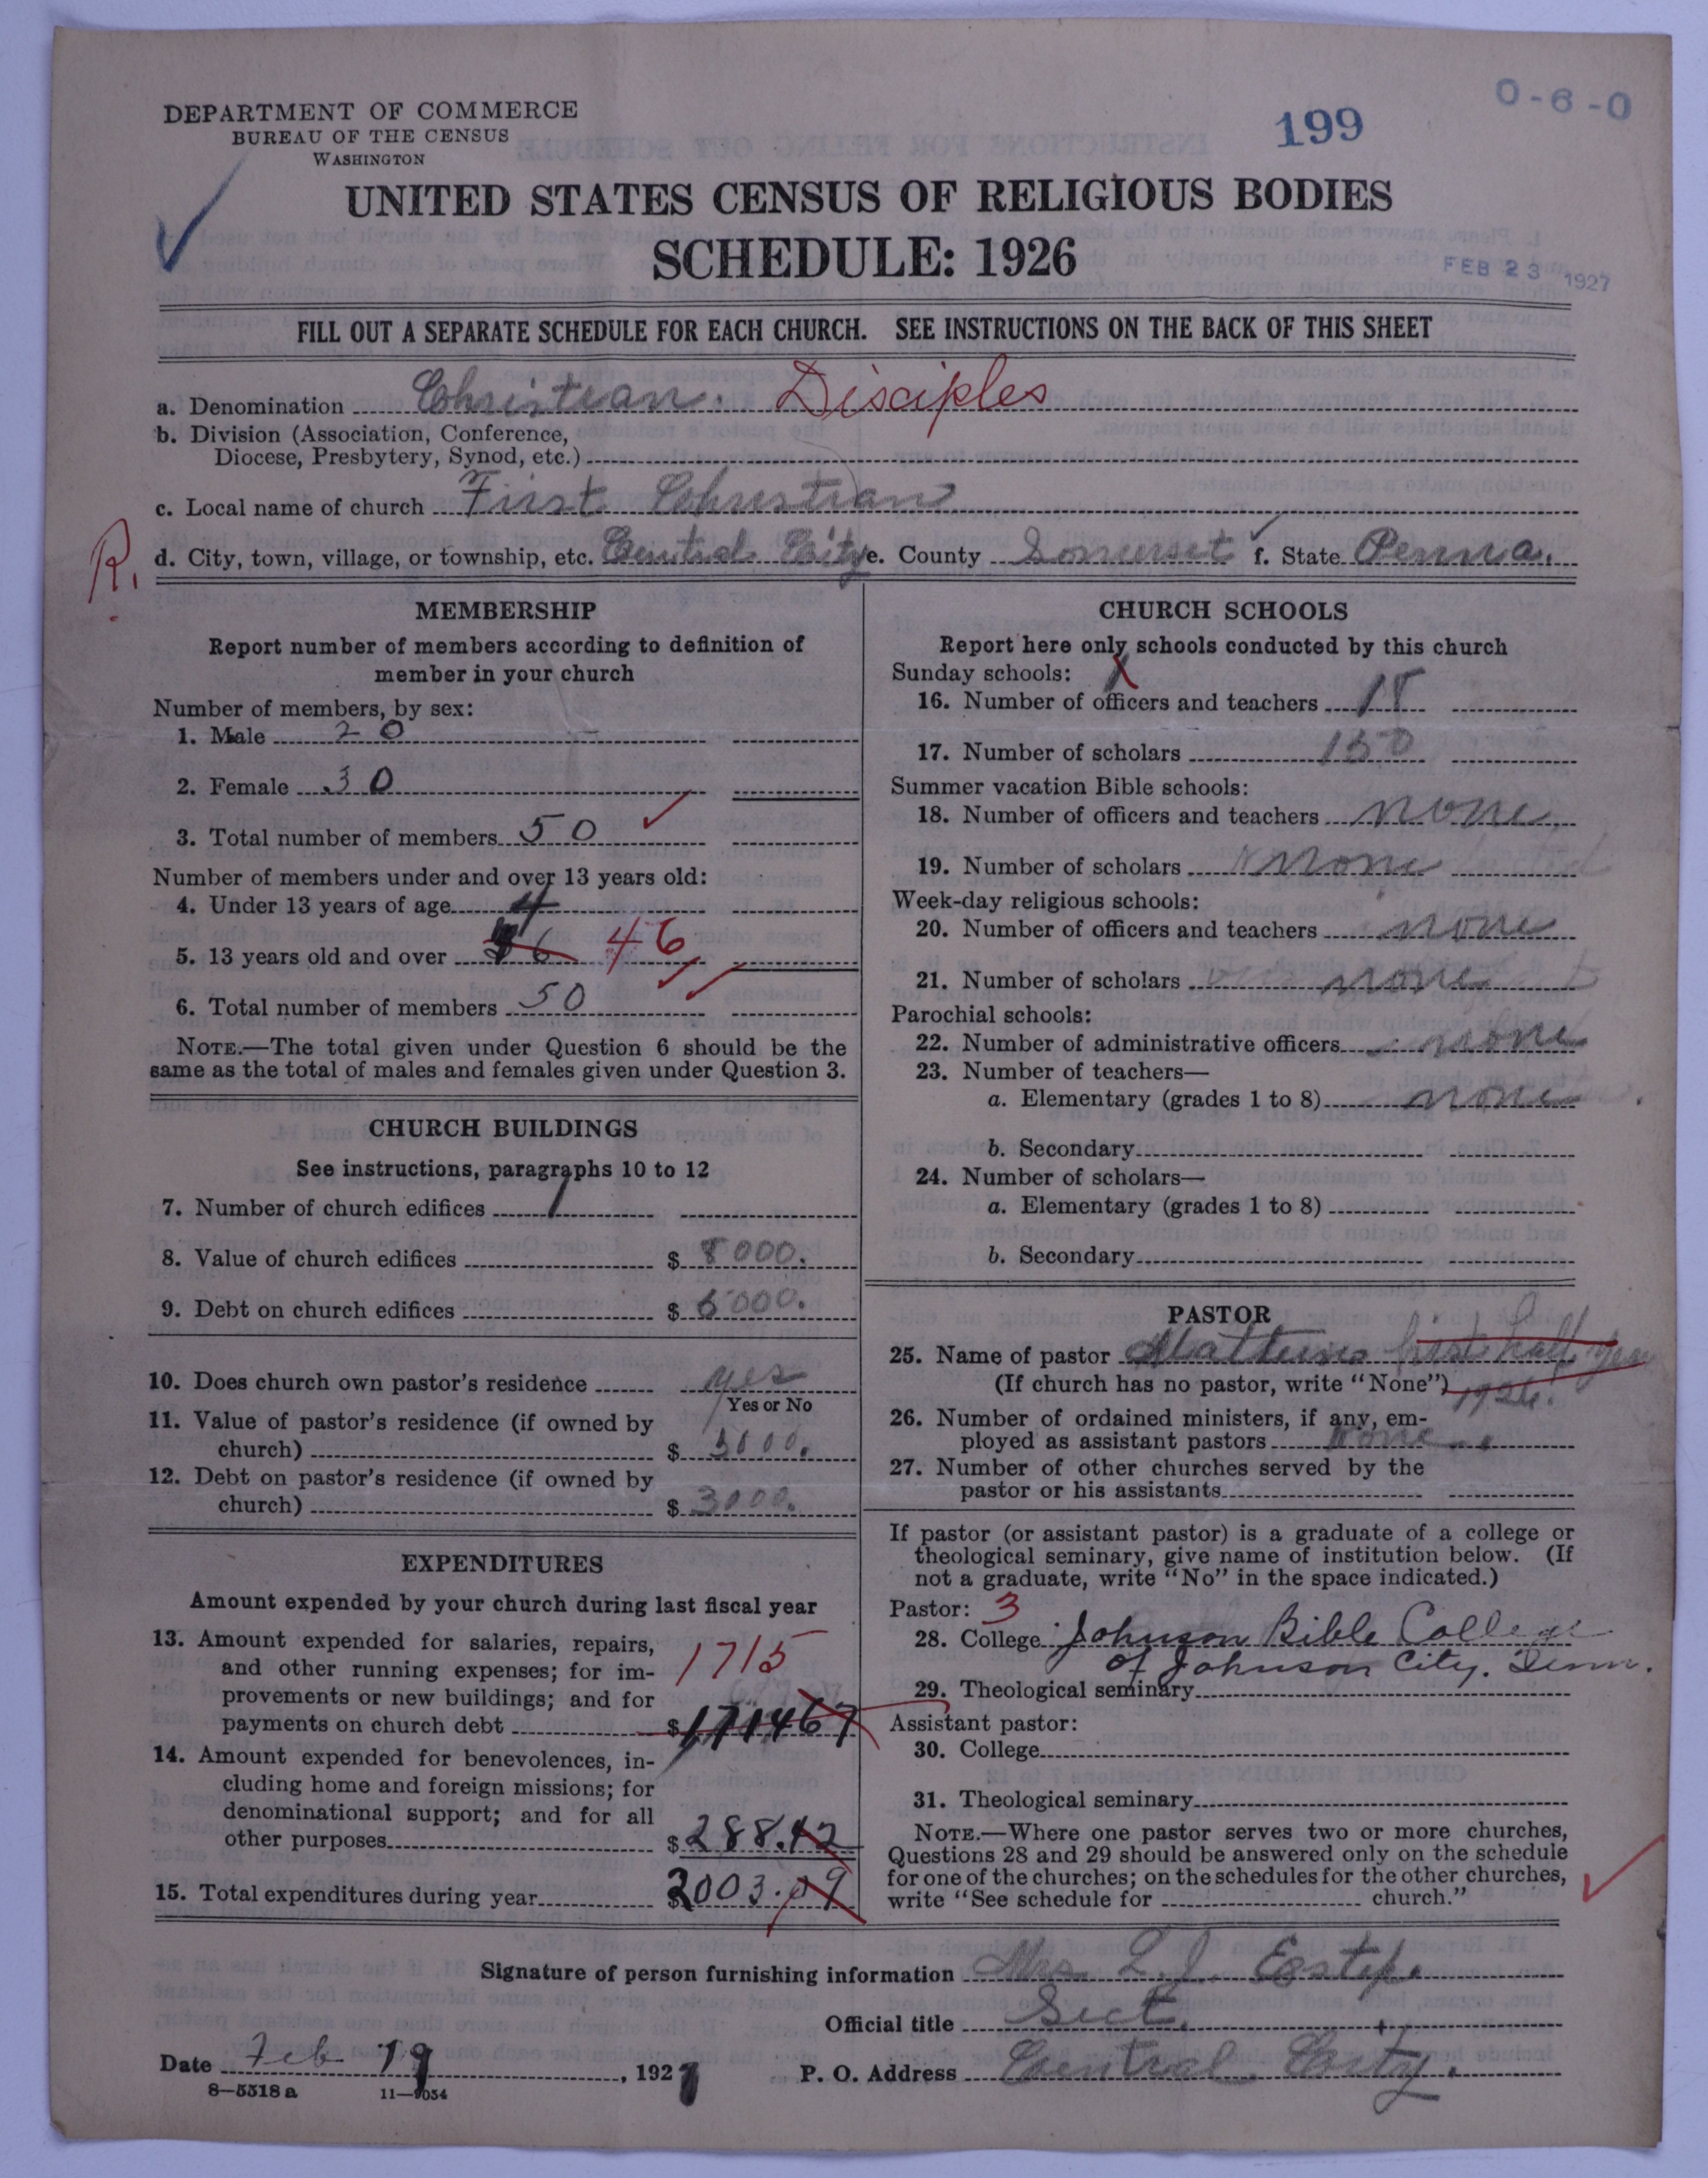 0-6-0
199
DEPARTMENT OF COMMERCE
BUREAU OF THE CENSUS
WASHINGTON
UNITED STATES CENSUS OF RELIGIOUS BODIES
SCHEDULE: 1926
FEB 23 1927
FILL OUT A SEPARATE SCHEDULE FOR EACH CHURCH. SEE INSTRUCTIONS ON THE BACK OF THIS SHEET
a. Denomination Christian. Disciples
b. Division (Association, Conference,
Diocese, Presbytery, Synod, etc.)
c. Local name of church First Christian
R. d. City, town, village, or township, etc. Central City e. County Somerset f. State Penna.
MEMBERSHIP
Report number of members according to definition of
member in your church
Number of members, by sex:
1. Male 20
2. Female 30
3. Total number of members 50
Number of members under and over 13 years old:
4. Under 13 years of age 4
5. 13 years old and over 46
6. Total number of members 50
NOTE.—The total given under Question 6 should be the
same as the total of males and females given under Question 3.
CHURCH BUILDINGS
See instructions, paragraphs 10 to 12
7. Number of church edifices 1
8. Value of church edifices $ 8000.
9. Debt on church edifices $ 6000.
10. Does church own pastor's residence yes
Yes or No
11. Value of pastor's residence (if owned by
church) $ 3000.
12. Debt on pastor's residence (if owned by
church) $ 3000.
EXPENDITURES
Amount expended by your church during last fiscal year
13. Amount expended for salaries, repairs,
and other running expenses; for im-
provements or new buildings; and for
payments on church debt 1715 $ 1714 67
14. Amount expended for benevolences, in-
cluding home and foreign missions; for
denominational support; and for all
other purposes $ 288.42
15. Total expenditures during year $ 2003.09
CHURCH SCHOOLS
Report here only schools conducted by this church
Sunday schools:
16. Number of officers and teachers 18
17. Number of scholars 150
Summer vacation Bible schools:
18. Number of officers and teachers none
19. Number of scholars none
Week-day religious schools:
20. Number of officers and teachers none
21. Number of scholars none
Parochial schools:
22. Number of administrative officers none
23. Number of teachers—
a. Elementary (grades 1 to 8) none
b. Secondary
24. Number of scholars—
a. Elementary (grades 1 to 8)
b. Secondary
PASTOR
25. Name of pastor first half year
(If church has no pastor, write "None") 1926.
26. Number of ordained ministers, if any, em-
ployed as assistant pastors none
27. Number of other churches served by the
pastor or his assistants
If pastor (or assistant pastor) is a graduate of a college or
theological seminary, give name of institution below. (If
not a graduate, write "No" in the space indicated.)
Pastor: 3
28. College Johnson Bible College
of Johnson City. Tenn.
29. Theological seminary
Assistant pastor:
30. College
31. Theological seminary
NOTE.—Where one pastor serves two or more churches,
Questions 28 and 29 should be answered only on the schedule
for one of the churches; on the schedules for the other churches,
write "See schedule for church."
Signature of person furnishing information Mrs. L.J. Estep.
Official title Sect.
Date Feb 19, 1927 P. O. Address Central City.
8—5518 a 11—9054